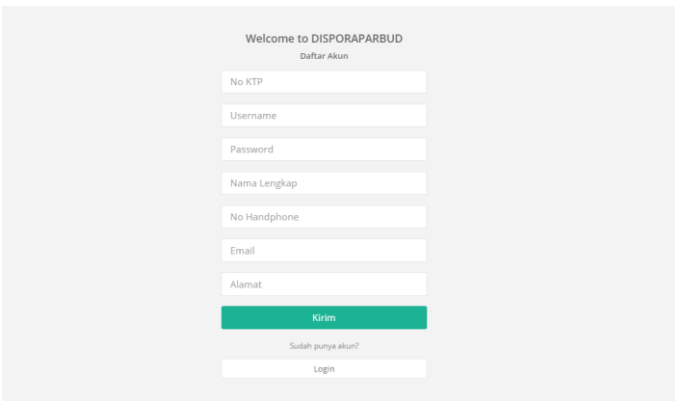 Welcome to DISPORAPARBUD
Daftar Akun
No KTP
Username
Password
Nama Lengkap
No Handphone
Email
Alamat
Kirim
Sudah punya akun?
Login